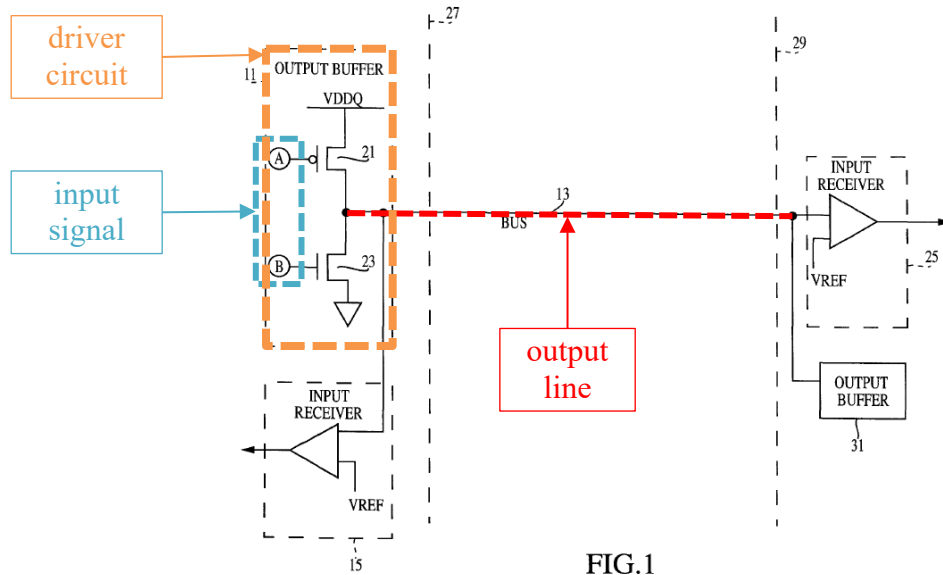 driver
circuit
27
29
11
OUTPUT BUFFER
VDDQ
A
21
input
signal
13
BUS
INPUT
RECEIVER
VREF
25
B
23
output
line
INPUT
RECEIVER
VREF
15
OUTPUT
BUFFER
31
FIG.1